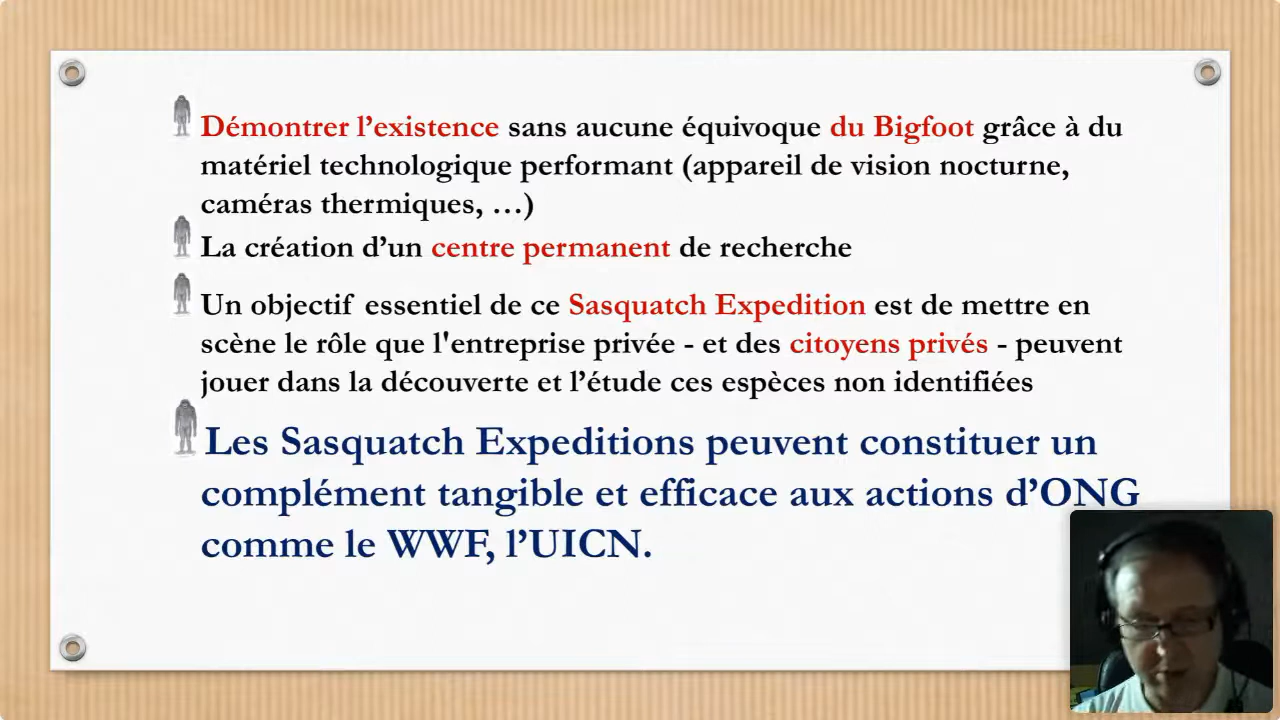 Démontrer l’existence sans aucune équivoque du Bigfoot grâce à du
matériel technologique performant (appareil de vision nocturne,
caméras thermiques, …)
La création d’un centre permanent de recherche
Un objectif essentiel de ce Sasquatch Expedition est de mettre en
scène le rôle que l'entreprise privée - et des citoyens privés - peuvent
jouer dans la découverte et l’étude ces espèces non identifiées
Les Sasquatch Expeditions peuvent constituer un
complément tangible et efficace aux actions d’ONG
comme le WWF, l’UICN.